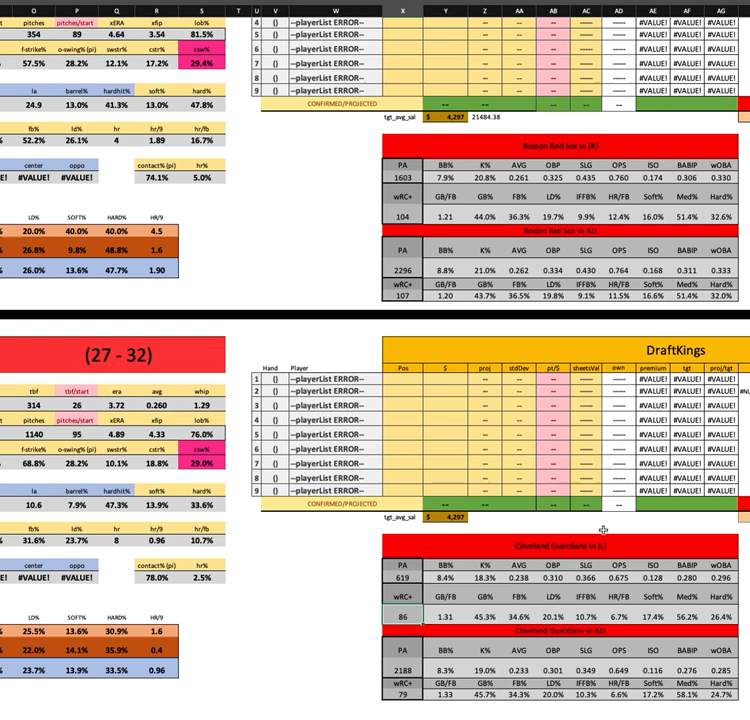 O P Q R S T U V W X Y Z AA AB AC AD AE AF AG
pitches pitches/start xERA xfip lob%
354 89 4.64 3.54 81.5%
f-strike% o-swing% (pi) swstr% cstr% csw%
57.5% 28.2% 12.1% 17.2% 29.4%
la barrel% hardhit% soft% hard%
24.9 13.0% 41.3% 13.0% 47.8%
fb% ld% hr hr/9 hr/fb
52.2% 26.1% 4 1.89 16.7%
center oppo contact% (pi) hr%
E! #VALUE! #VALUE! 74.1% 5.0%
LD% SOFT% HARD% HR/9
20.0% 40.0% 40.0% 4.5
26.8% 9.8% 48.8% 1.6
26.0% 13.6% 47.7% 1.90
4 () --playerList ERROR-- -- -- -- ----- ----- #VALUE! #VALUE! #VALUE!
5 () --playerList ERROR-- -- -- -- ----- ----- #VALUE! #VALUE! #VALUE!
6 () --playerList ERROR-- -- -- -- ----- ----- #VALUE! #VALUE! #VALUE!
7 () --playerList ERROR-- -- -- -- ----- ----- #VALUE! #VALUE! #VALUE!
8 () --playerList ERROR-- -- -- -- ----- ----- #VALUE! #VALUE! #VALUE!
9 () --playerList ERROR-- -- -- -- ----- ----- #VALUE! #VALUE! #VALUE!
CONFIRMED/PROJECTED -- -- -- -- --
tgt_avg_sal $ 4,297 21484.38
Boston Red Sox vs (R)
PA BB% K% AVG OBP SLG OPS ISO BABIP wOBA
1603 7.9% 20.8% 0.261 0.325 0.435 0.760 0.174 0.306 0.330
wRC+ GB/FB GB% FB% LD% IFFB% HR/FB Soft% Med% Hard%
104 1.21 44.0% 36.3% 19.7% 9.9% 12.4% 16.0% 51.4% 32.6%
Boston Red Sox vs ALL
PA BB% K% AVG OBP SLG OPS ISO BABIP wOBA
2296 8.8% 21.0% 0.262 0.334 0.430 0.764 0.168 0.311 0.333
wRC+ GB/FB GB% FB% LD% IFFB% HR/FB Soft% Med% Hard%
107 1.20 43.7% 36.5% 19.8% 9.1% 11.5% 16.6% 51.4% 32.0%
(27 - 32)
tbf tbf/start era avg whip
314 26 3.72 0.260 1.29
pitches pitches/start xERA xfip lob%
1140 95 4.89 4.33 76.0%
f-strike% o-swing% (pi) swstr% cstr% csw%
68.8% 28.2% 10.1% 18.8% 29.0%
la barrel% hardhit% soft% hard%
10.6 7.9% 47.3% 13.9% 33.6%
fb% ld% hr hr/9 hr/fb
31.6% 23.7% 8 0.96 10.7%
center oppo contact% (pi) hr%
E! #VALUE! #VALUE! 78.0% 2.5%
LD% SOFT% HARD% HR/9
25.5% 13.6% 30.9% 1.6
22.0% 14.1% 35.9% 0.4
23.7% 13.9% 33.5% 0.96
DraftKings
Hand Player Pos $ proj stdDev pt/$ sheetsVal own premium tgt proj/tgt
1 () --playerList ERROR-- -- -- -- ----- ----- #VALUE! #VALUE! #VALUE!
2 () --playerList ERROR-- -- -- -- ----- ----- #VALUE! #VALUE! #VALUE! #NU
3 () --playerList ERROR-- -- -- -- ----- ----- #VALUE! #VALUE! #VALUE!
4 () --playerList ERROR-- -- -- -- ----- ----- #VALUE! #VALUE! #VALUE!
5 () --playerList ERROR-- -- -- -- ----- ----- #VALUE! #VALUE! #VALUE!
6 () --playerList ERROR-- -- -- -- ----- ----- #VALUE! #VALUE! #VALUE!
7 () --playerList ERROR-- -- -- -- ----- ----- #VALUE! #VALUE! #VALUE!
8 () --playerList ERROR-- -- -- -- ----- ----- #VALUE! #VALUE! #VALUE!
9 () --playerList ERROR-- -- -- -- ----- ----- #VALUE! #VALUE! #VALUE!
CONFIRMED/PROJECTED -- -- -- -- --
tgt_avg_sal $ 4,297
Cleveland Guardians vs (L)
PA BB% K% AVG OBP SLG OPS ISO BABIP wOBA
619 8.4% 18.3% 0.238 0.310 0.366 0.675 0.128 0.280 0.296
wRC+ GB/FB GB% FB% LD% IFFB% HR/FB Soft% Med% Hard%
86 1.31 45.3% 34.6% 20.1% 10.7% 6.7% 17.4% 56.2% 26.4%
Cleveland Guardians vs ALL
PA BB% K% AVG OBP SLG OPS ISO BABIP wOBA
2188 8.3% 19.0% 0.233 0.301 0.349 0.649 0.116 0.276 0.285
wRC+ GB/FB GB% FB% LD% IFFB% HR/FB Soft% Med% Hard%
79 1.33 45.7% 34.3% 20.0% 10.3% 6.6% 17.2% 58.1% 24.7%